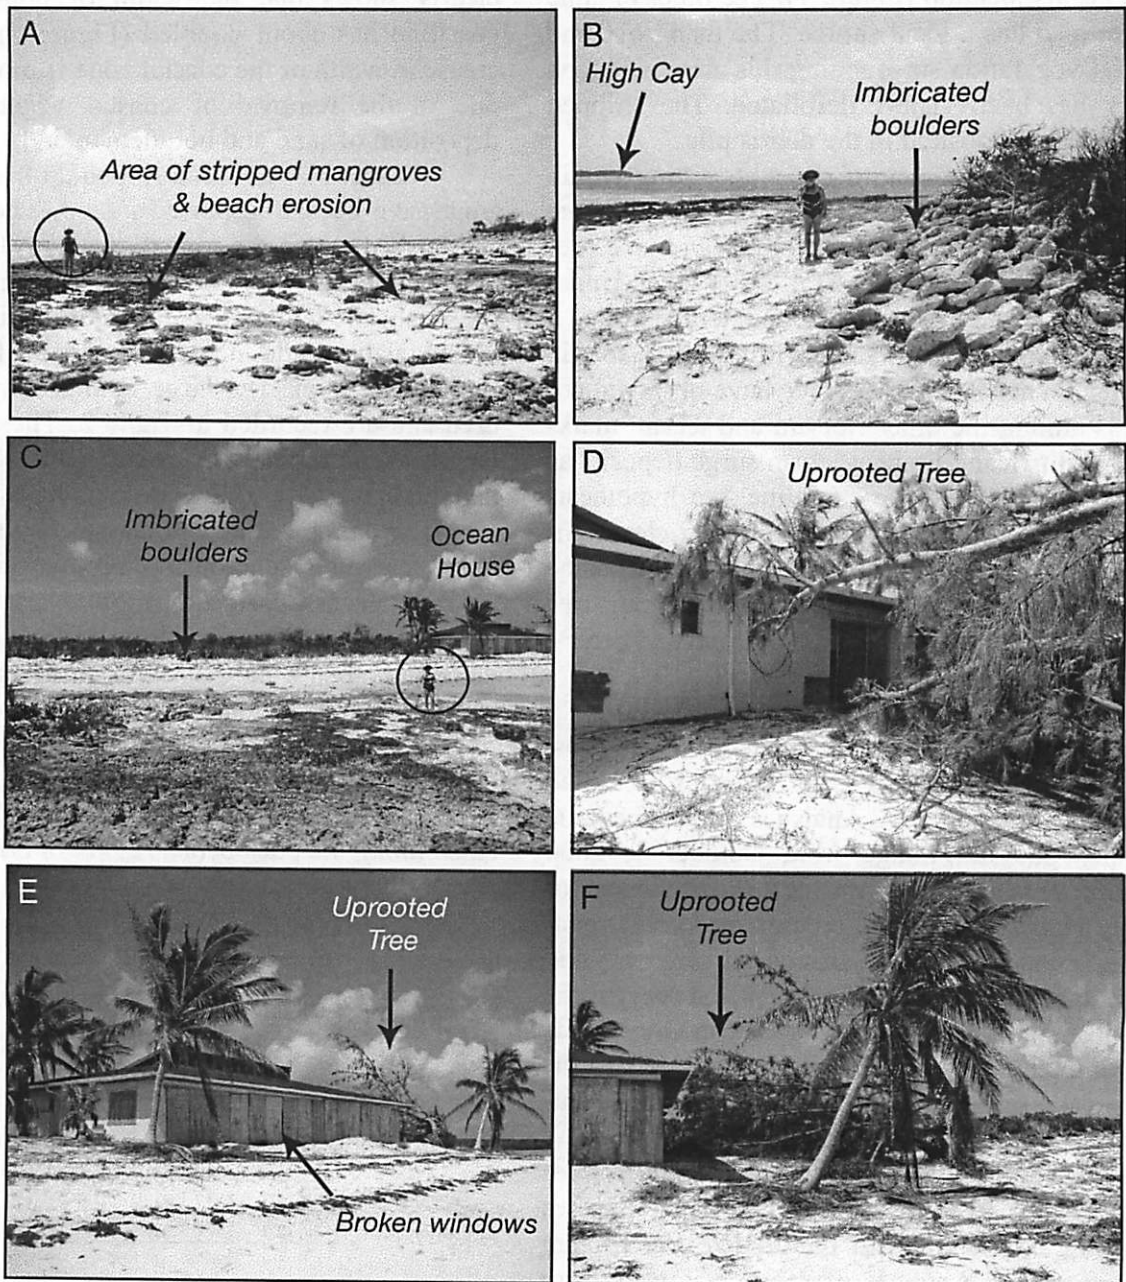 A
Area of stripped mangroves
& beach erosion
B
High Cay
Imbricated
boulders
C
Imbricated
boulders
Ocean
House
D
Uprooted Tree
E
Uprooted
Tree
Broken windows
F
Uprooted
Tree